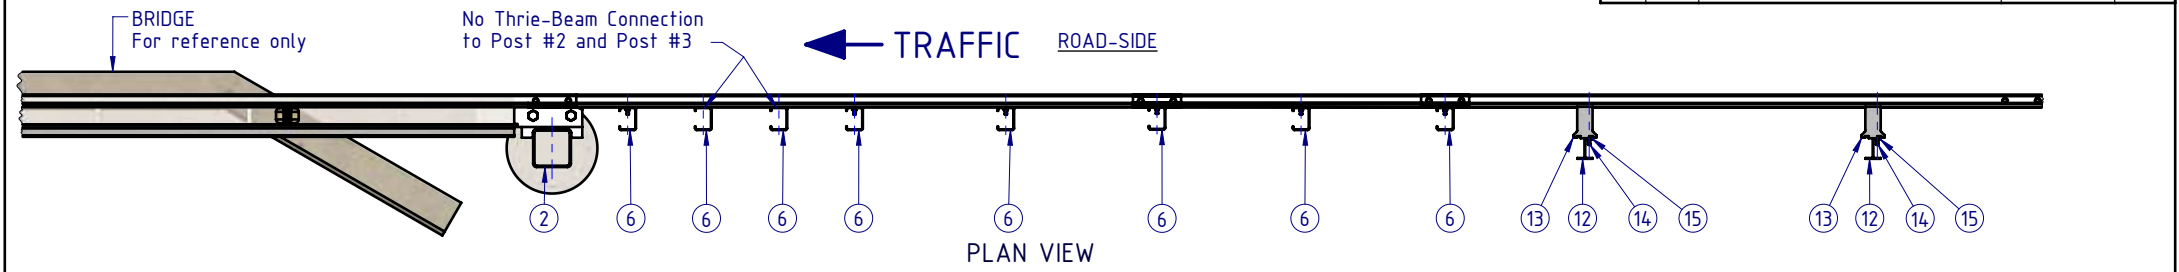 BRIDGE
For reference only
No Thrie-Beam Connection
to Post #2 and Post #3
TRAFFIC
ROAD-SIDE
2
6
6
6
6
6
6
6
6
13
12
14
15
13
12
14
15
PLAN VIEW